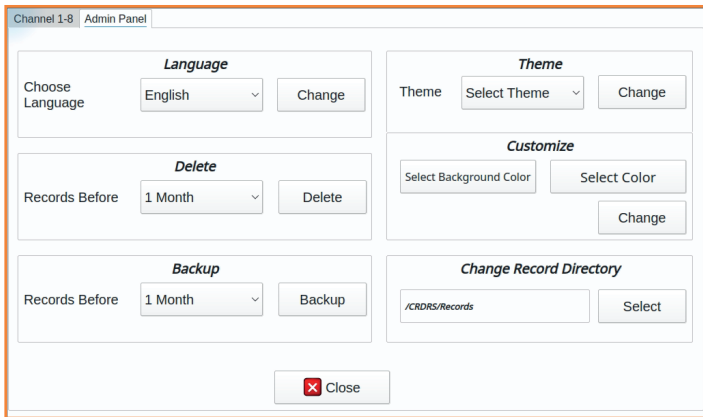 Channel 1-8 Admin Panel
Language
Choose
Language
English
Change
Theme
Theme
Select Theme
Change
Delete
Records Before
1 Month
Delete
Customize
Select Background Color
Select Color
Change
Backup
Records Before
1 Month
Backup
Change Record Directory
/CRDRS/Records
Select
Close